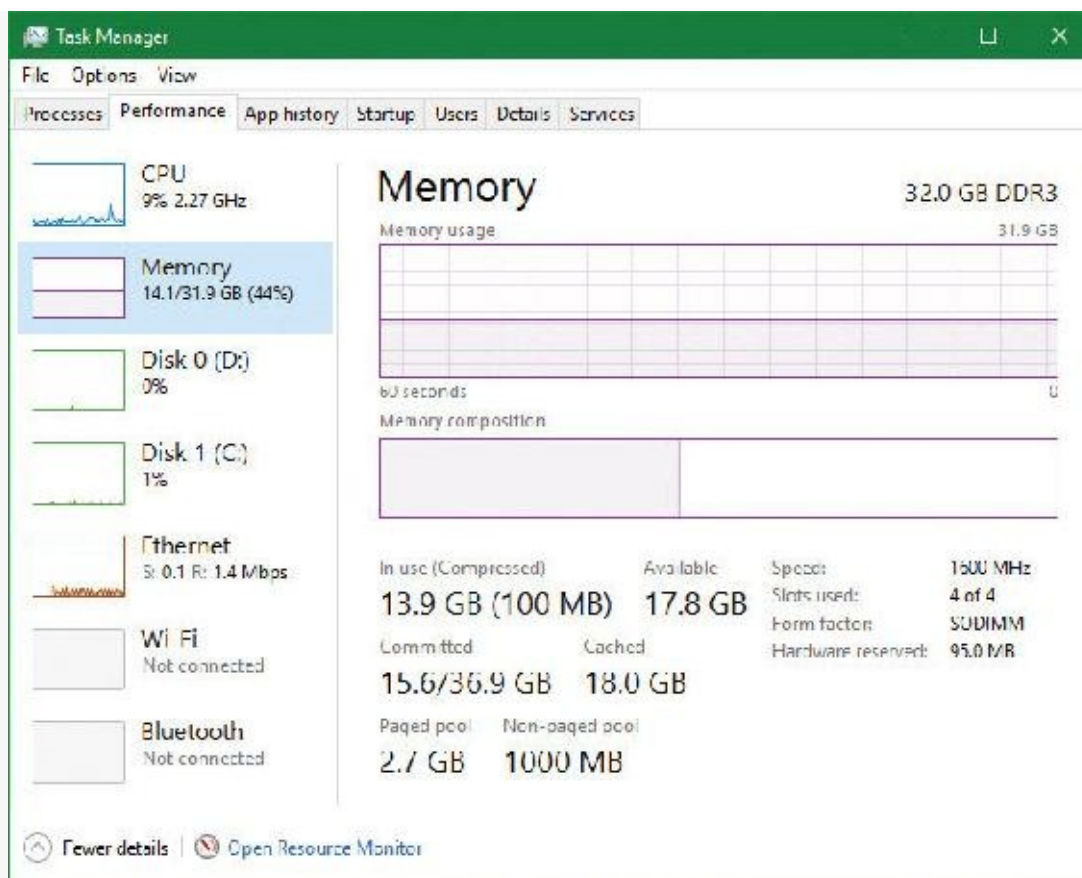 Task Manager
File Options View
Processes Performance App history Startup Users Details Services
CPU
9% 2.27 GHz
Memory
14.1/31.9 GB (44%)
Disk 0 (D:)
0%
Disk 1 (C:)
1%
Ethernet
S: 0.1 R: 1.4 Mbps
Wi-Fi
Not connected
Bluetooth
Not connected
Memory 32.0 GB DDR3
Memory usage 31.9 GB
60 seconds 0
Memory composition
In use (Compressed) Available
13.9 GB (100 MB) 17.8 GB
Committed Cached
15.6/36.9 GB 18.0 GB
Paged pool Non-paged pool
2.7 GB 1000 MB
Speed: 1600 MHz
Slots used: 4 of 4
Form factor: SODIMM
Hardware reserved: 95.0 MB
Fewer details Open Resource Monitor